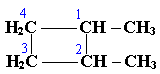 4 1
H₂C CH – CH₃
3 2
H₂C CH – CH₃